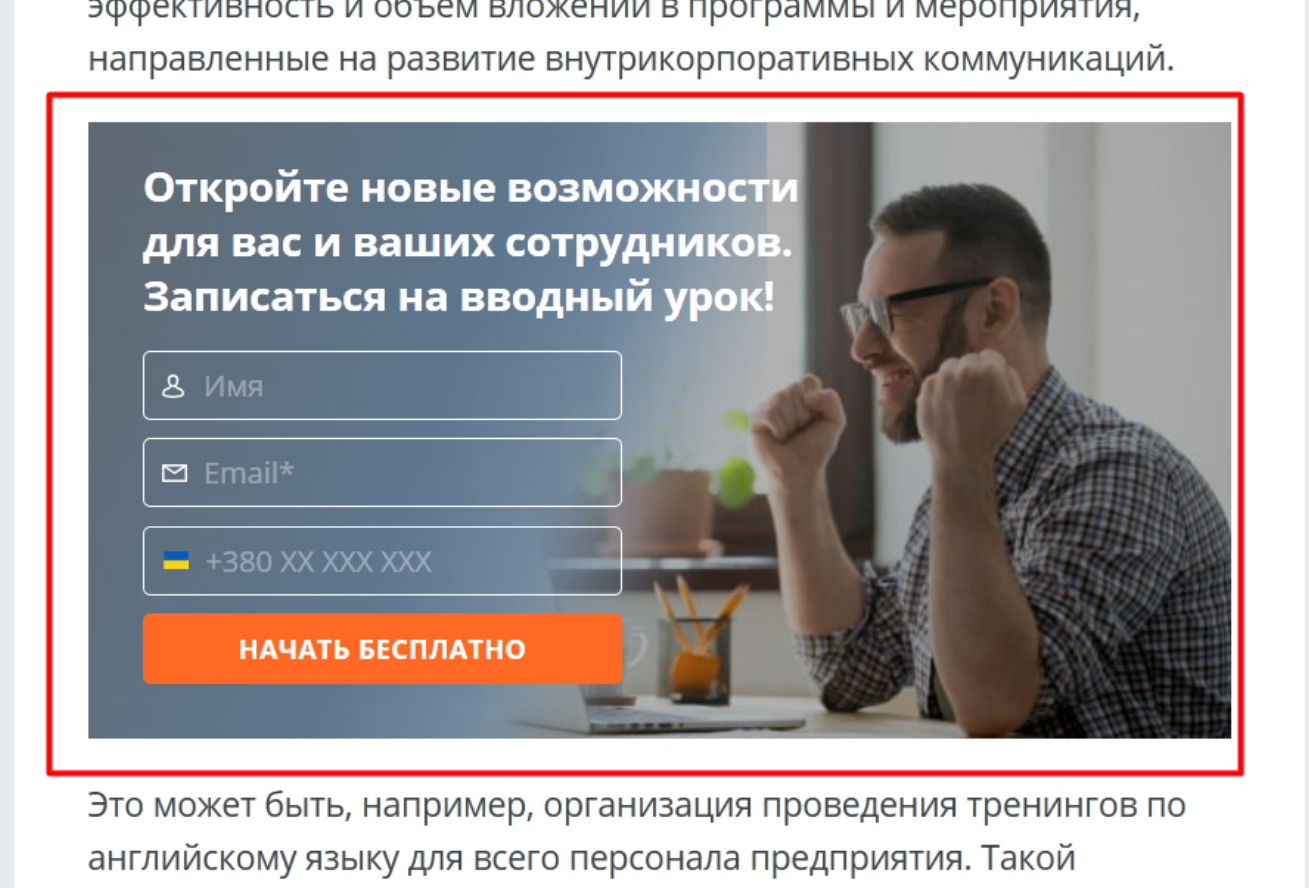 эффективность и объем вложений в программы и мероприятия,
направленные на развитие внутрикорпоративных коммуникаций.
Откройте новые возможности
для вас и ваших сотрудников.
Записаться на вводный урок!
Имя
Email*
+380 XX XXX XXX
НАЧАТЬ БЕСПЛАТНО
Это может быть, например, организация проведения тренингов по
английскому языку для всего персонала предприятия. Такой